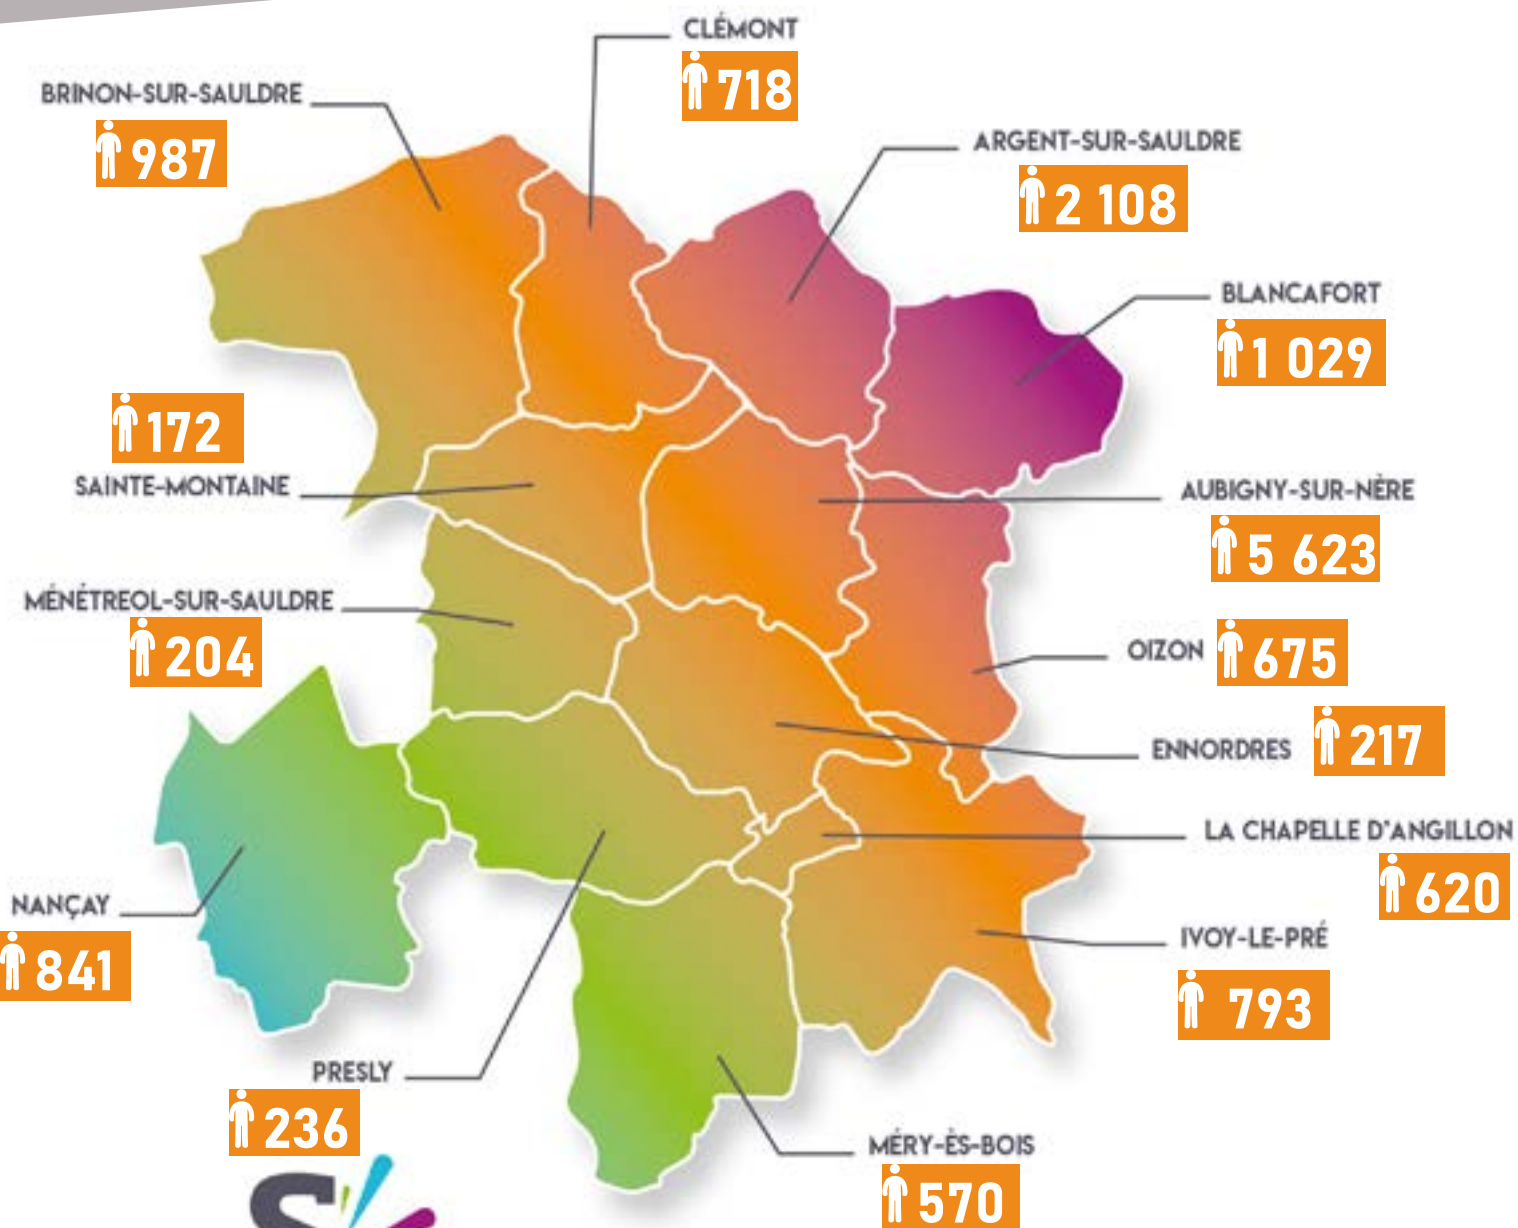 CLÉMONT
718
BRINON-SUR-SAULDRE
987
ARGENT-SUR-SAULDRE
2 108
BLANCAFORT
1 029
172
SAINTE-MONTAINE
AUBIGNY-SUR-NÈRE
5 623
MÉNÉTREOL-SUR-SAULDRE
204
OIZON 675
ENNORDRES 217
LA CHAPELLE D'ANGILLON
620
NANÇAY
841
IVOY-LE-PRÉ
793
PRESLY
236
MÉRY-ÈS-BOIS
570